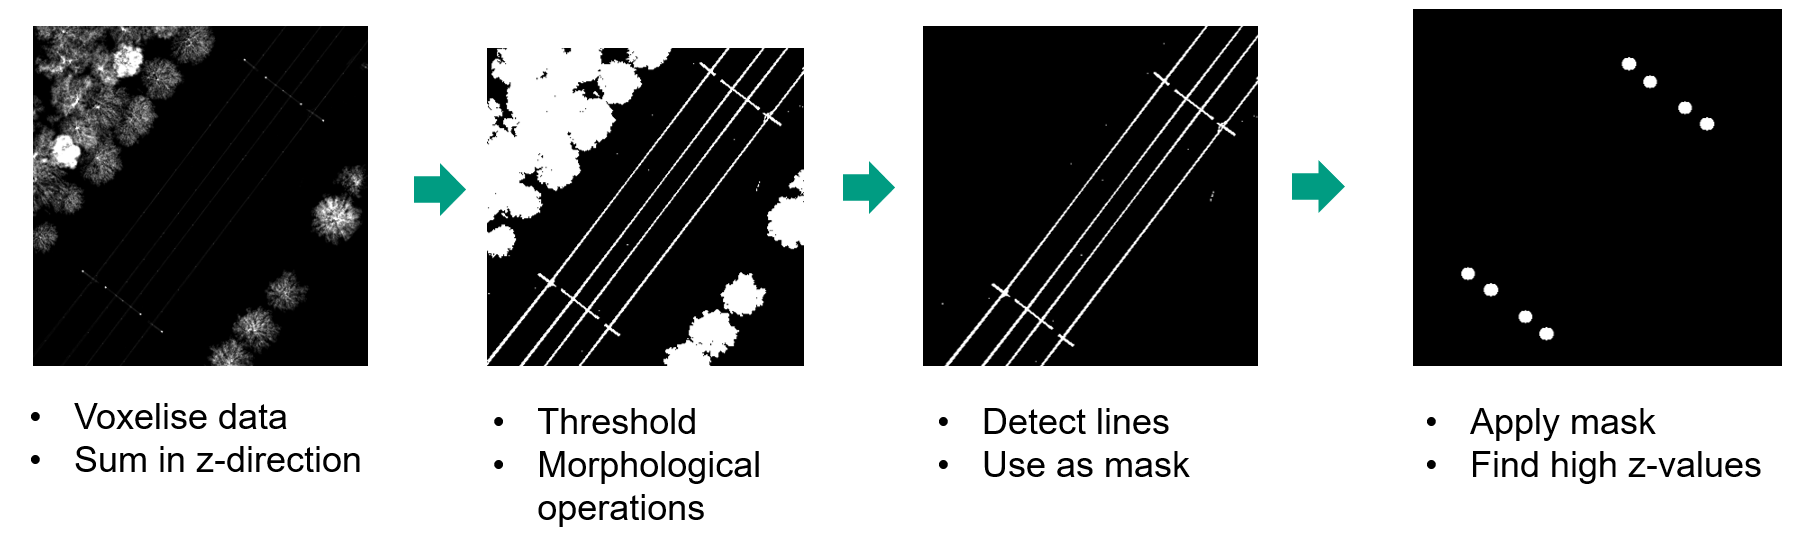 • Voxelise data
• Sum in z-direction
• Threshold
• Morphological
operations
• Detect lines
• Use as mask
• Apply mask
• Find high z-values